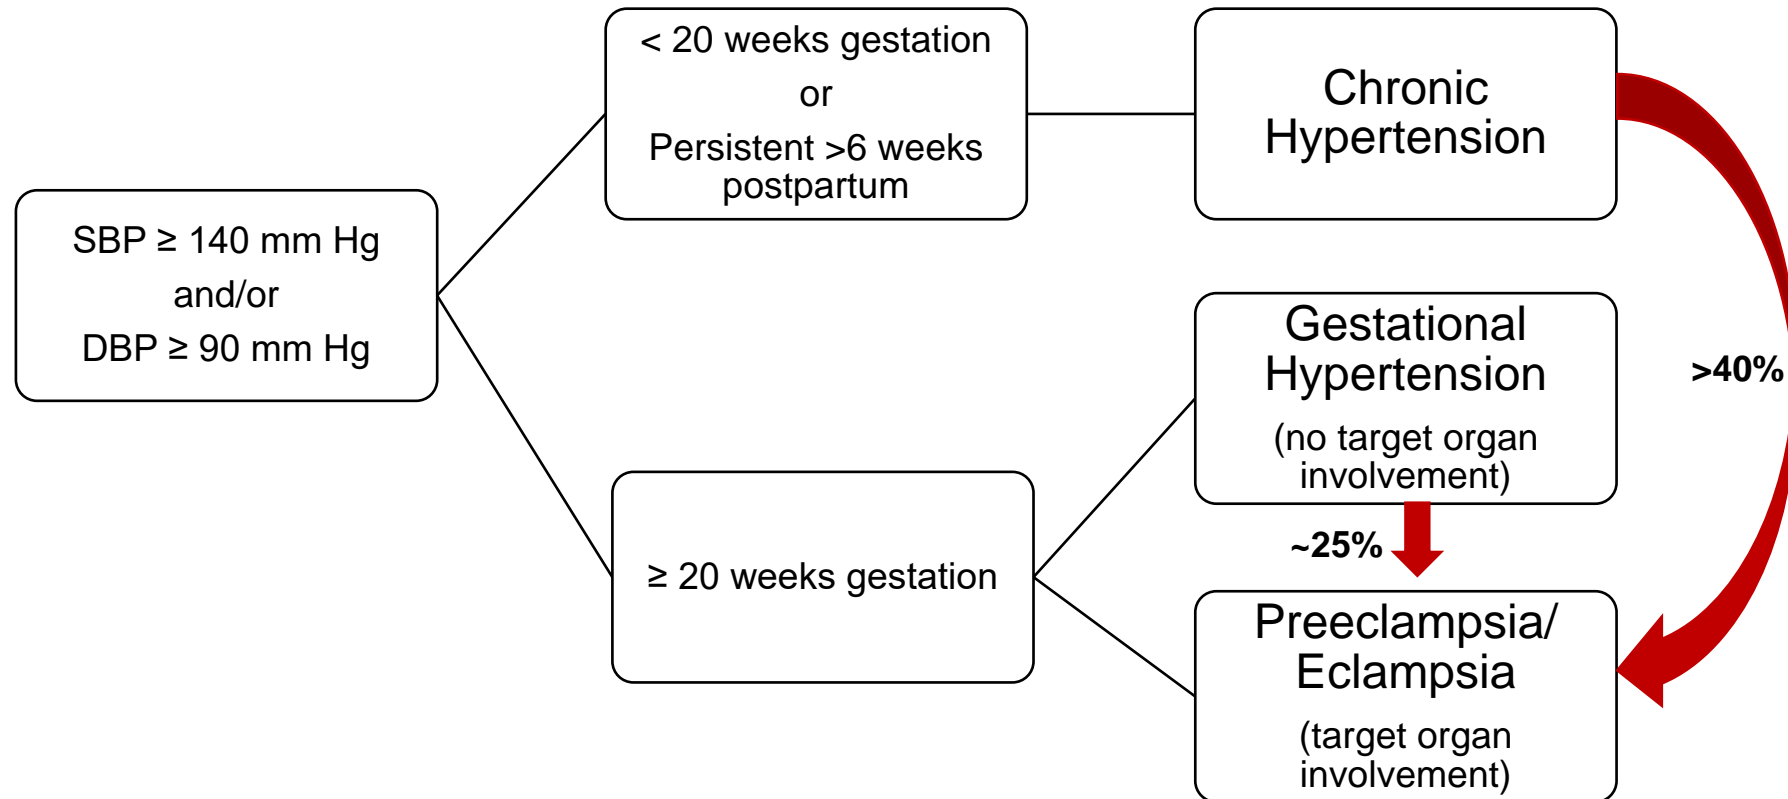 SBP ≥ 140 mm Hg
and/or
DBP ≥ 90 mm Hg
< 20 weeks gestation
or
Persistent >6 weeks
postpartum
Chronic
Hypertension
≥ 20 weeks gestation
Gestational
Hypertension
(no target organ
involvement)
~25%
>40%
Preeclampsia/
Eclampsia
(target organ
involvement)